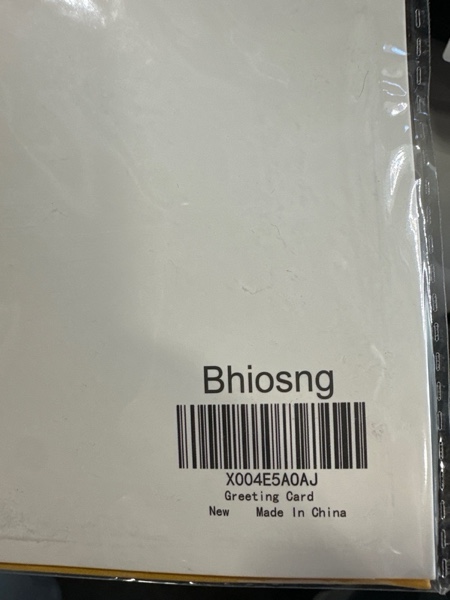 Bhiosng
X004E5A0AJ
Greeting Card
New Made In China